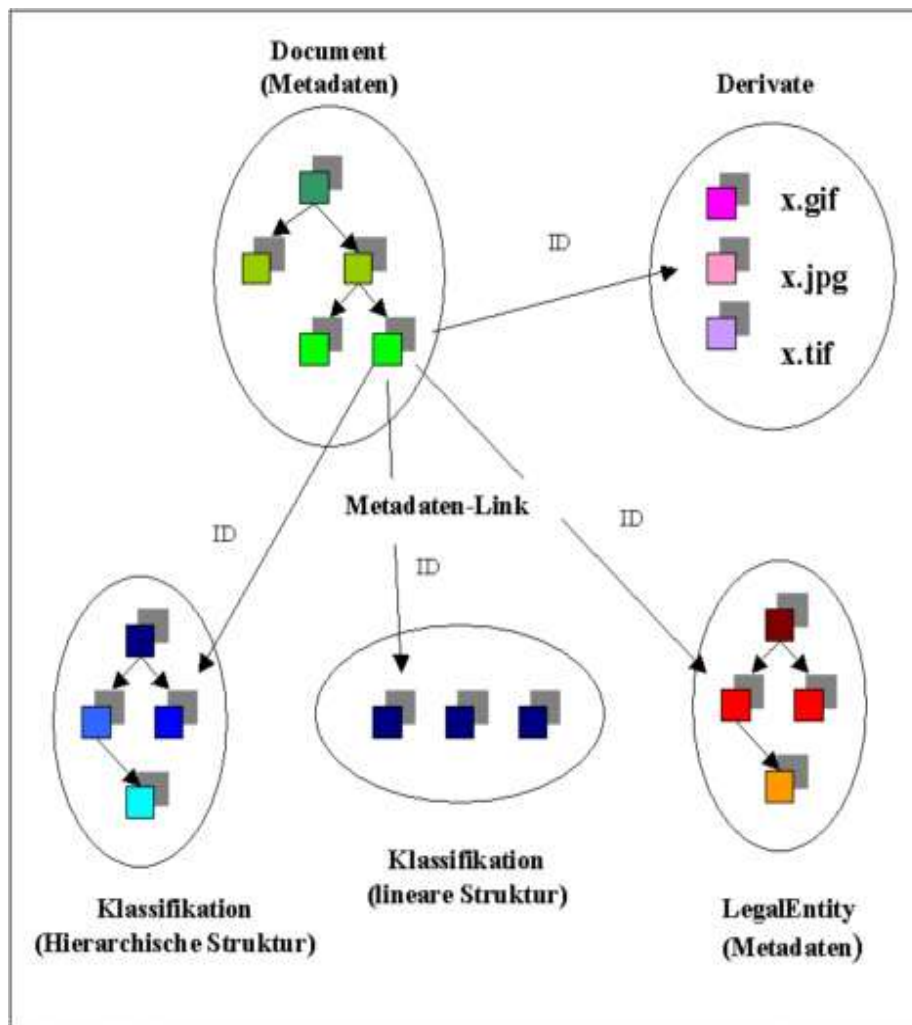 Document
(Metadaten)
Derivate
x.gif
x.jpg
x.tif
ID
Metadaten-Link
ID
ID
ID
Klassifikation
(Hierarchische Struktur)
Klassifikation
(lineare Struktur)
LegalEntity
(Metadaten)